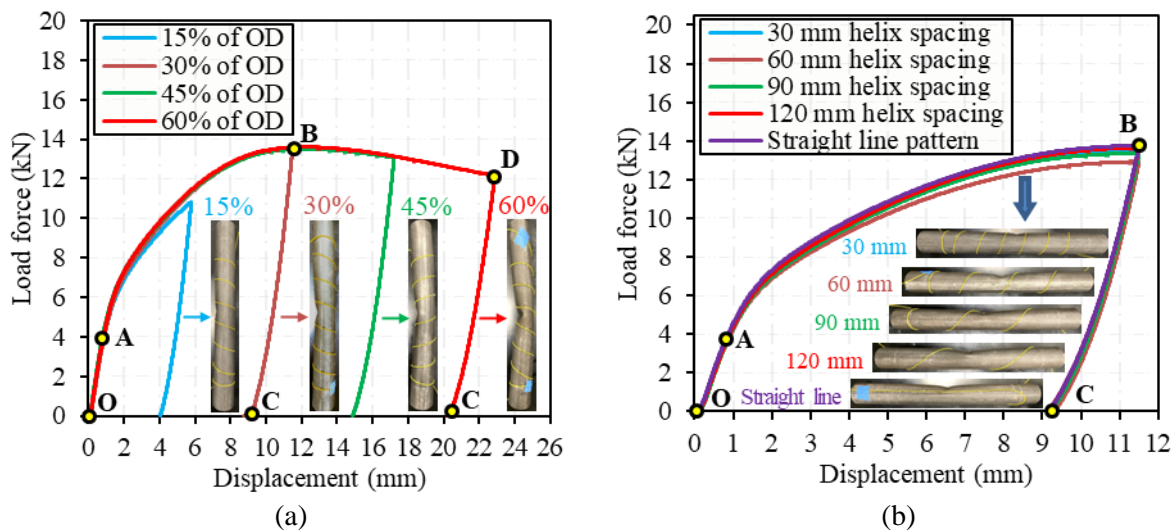 20
18
16
14
12
10
8
6
4
2
0
Load force (kN)
15% of OD
30% of OD
45% of OD
60% of OD
B
D
A
O
C
C
15%
30%
45%
60%
0 2 4 6 8 10 12 14 16 18 20 22 24 26
Displacement (mm)
(a)
20
18
16
14
12
10
8
6
4
2
0
Load force (kN)
30 mm helix spacing
60 mm helix spacing
90 mm helix spacing
120 mm helix spacing
Straight line pattern
B
A
O
C
30 mm
60 mm
90 mm
120 mm
Straight line
0 1 2 3 4 5 6 7 8 9 10 11 12
Displacement (mm)
(b)